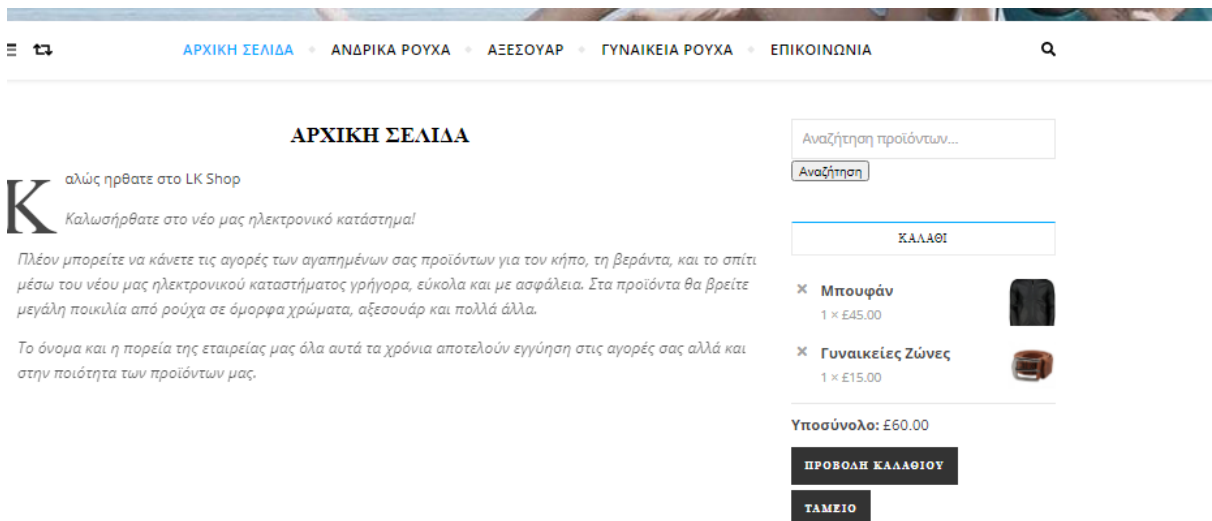 ΑΡΧΙΚΗ ΣΕΛΙΔΑ ΑΝΔΡΙΚΑ ΡΟΥΧΑ ΑΞΕΣΟΥΑΡ ΓΥΝΑΙΚΕΙΑ ΡΟΥΧΑ ΕΠΙΚΟΙΝΩΝΙΑ
ΑΡΧΙΚΗ ΣΕΛΙΔΑ
Καλώς ηρθατε στο LK Shop
Καλωσήρθατε στο νέο μας ηλεκτρονικό κατάστημα!
Πλέον μπορείτε να κάνετε τις αγορές των αγαπημένων σας προϊόντων για τον κήπο, τη βεράντα, και το σπίτι
μέσω του νέου μας ηλεκτρονικού καταστήματος γρήγορα, εύκολα και με ασφάλεια. Στα προϊόντα θα βρείτε
μεγάλη ποικιλία από ρούχα σε όμορφα χρώματα, αξεσουάρ και πολλά άλλα.
Το όνομα και η πορεία της εταιρείας μας όλα αυτά τα χρόνια αποτελούν εγγύηση στις αγορές σας αλλά και
στην ποιότητα των προϊόντων μας.
Αναζήτηση προϊόντων...
Αναζήτηση
ΚΑΛΑΘΙ
× Μπουφάν
1 × £45.00
× Γυναικείες Ζώνες
1 × £15.00
Υποσύνολο: £60.00
ΠΡΟΒΟΛΗ ΚΑΛΑΘΙΟΥ
ΤΑΜΕΙΟ